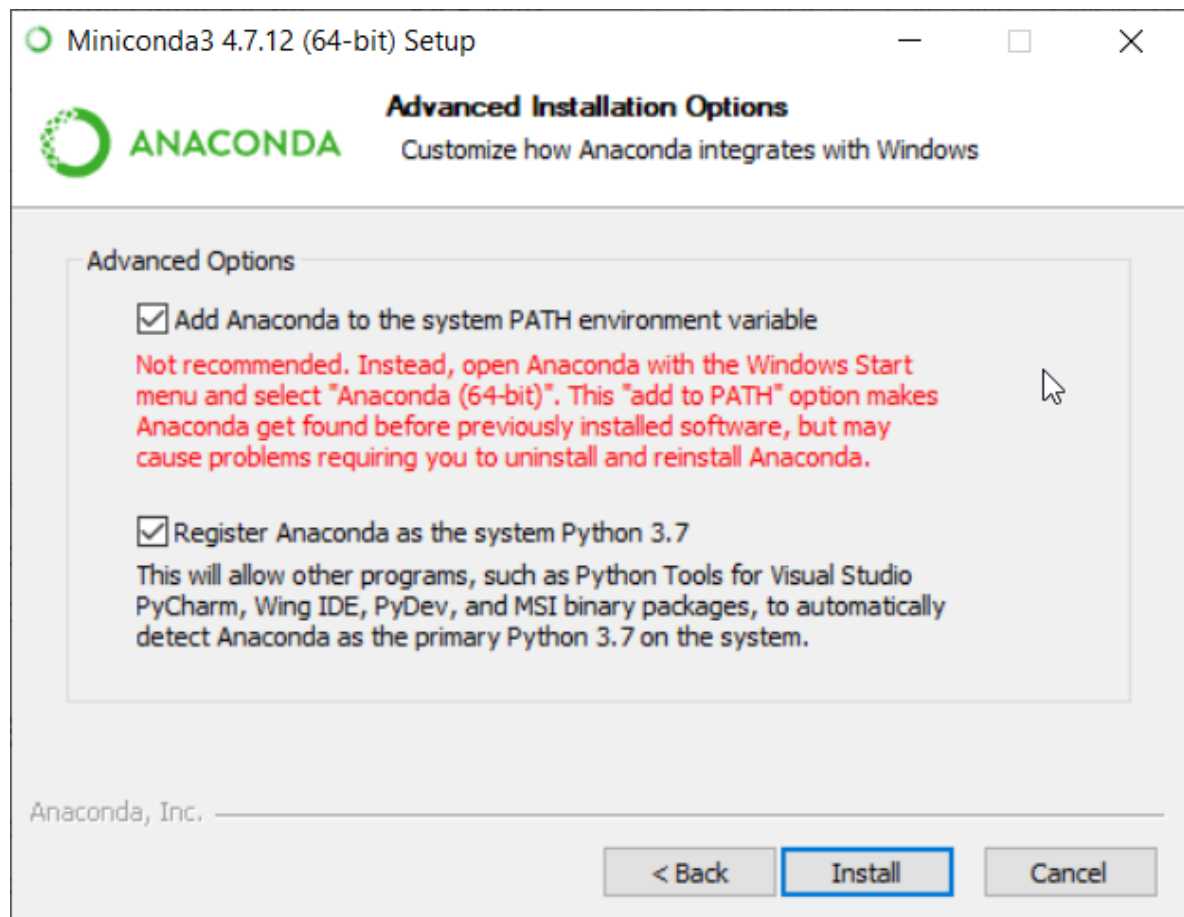 Miniconda3 4.7.12 (64-bit) Setup
ANACONDA
Advanced Installation Options
Customize how Anaconda integrates with Windows
Advanced Options
Add Anaconda to the system PATH environment variable
Not recommended. Instead, open Anaconda with the Windows Start
menu and select "Anaconda (64-bit)". This "add to PATH" option makes
Anaconda get found before previously installed software, but may
cause problems requiring you to uninstall and reinstall Anaconda.
Register Anaconda as the system Python 3.7
This will allow other programs, such as Python Tools for Visual Studio
PyCharm, Wing IDE, PyDev, and MSI binary packages, to automatically
detect Anaconda as the primary Python 3.7 on the system.
Anaconda, Inc.
< Back
Install
Cancel